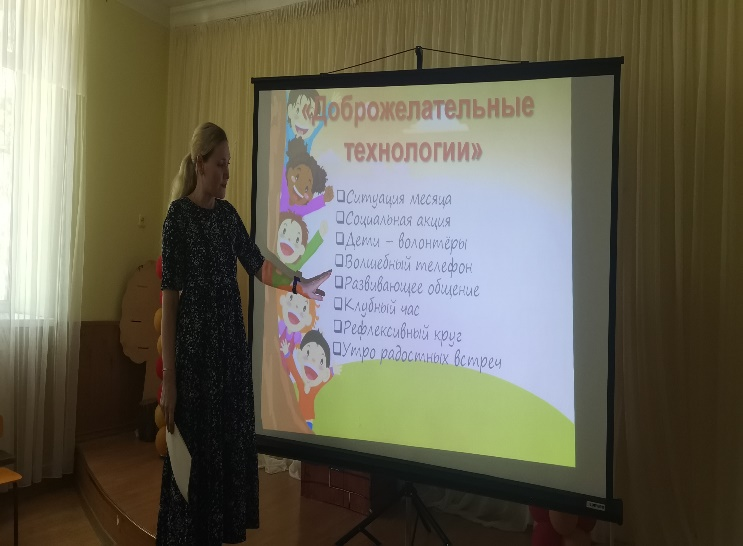 «Доброжелательные
технологии»
Ситуация месяца
Социальная акция
Дети – волонтёры
Волшебный телефон
Развивающее общение
Клубный час
Рефлексивный круг
Утро радостных встреч